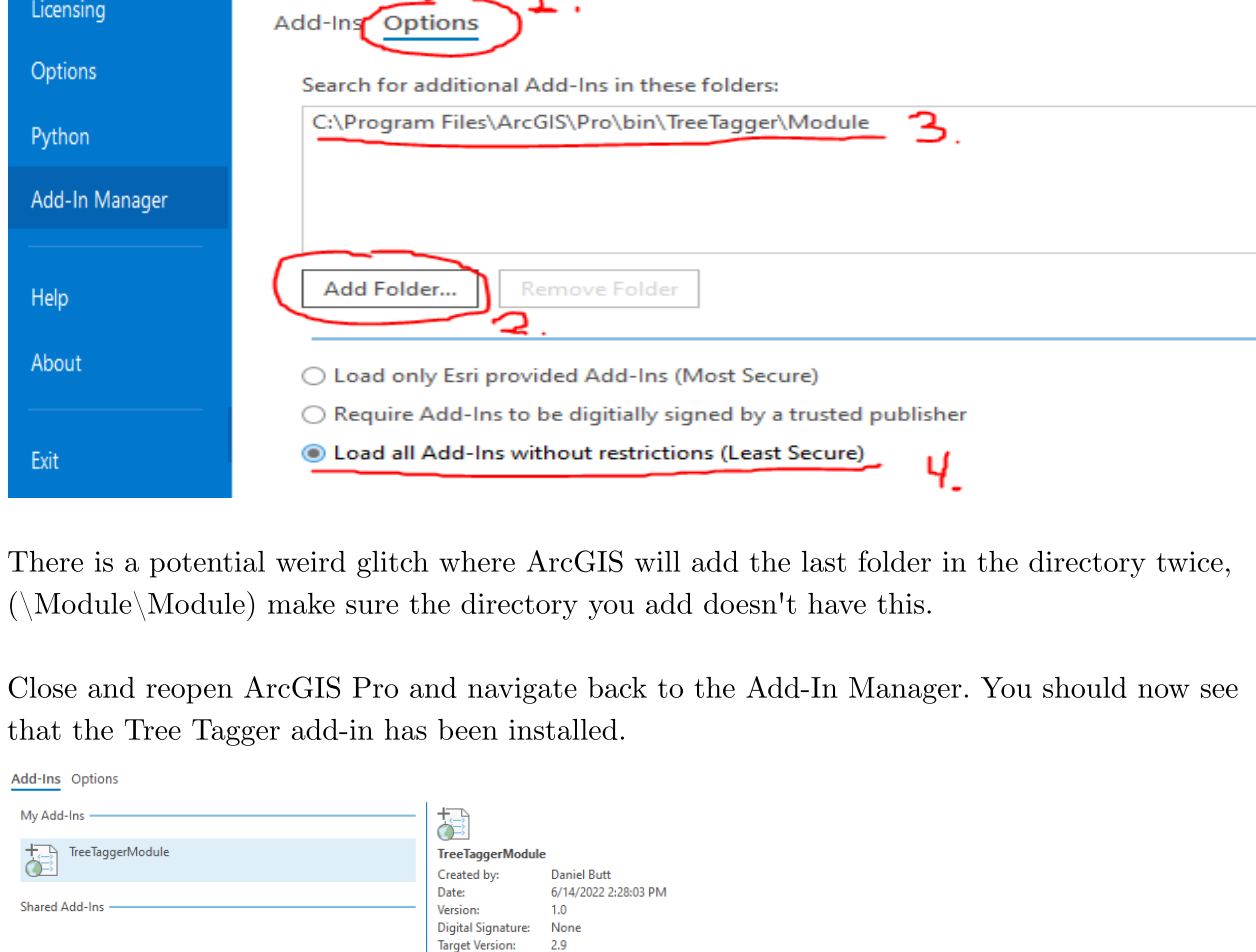 Licensing
Options
Python
Add-In Manager
Help
About
Exit
Add-Ins Options 1.
Search for additional Add-Ins in these folders:
C:\Program Files\ArcGIS\Pro\bin\TreeTagger\Module 3.
Add Folder... Remove Folder
2.
Load only Esri provided Add-Ins (Most Secure)
Require Add-Ins to be digitially signed by a trusted publisher
Load all Add-Ins without restrictions (Least Secure) 4.
There is a potential weird glitch where ArcGIS will add the last folder in the directory twice,
(\Module\Module) make sure the directory you add doesn't have this.
Close and reopen ArcGIS Pro and navigate back to the Add-In Manager. You should now see
that the Tree Tagger add-in has been installed.
Add-Ins Options
My Add-Ins
TreeTaggerModule
Shared Add-Ins
TreeTaggerModule
Created by: Daniel Butt
Date: 6/14/2022 2:28:03 PM
Version: 1.0
Digital Signature: None
Target Version: 2.9